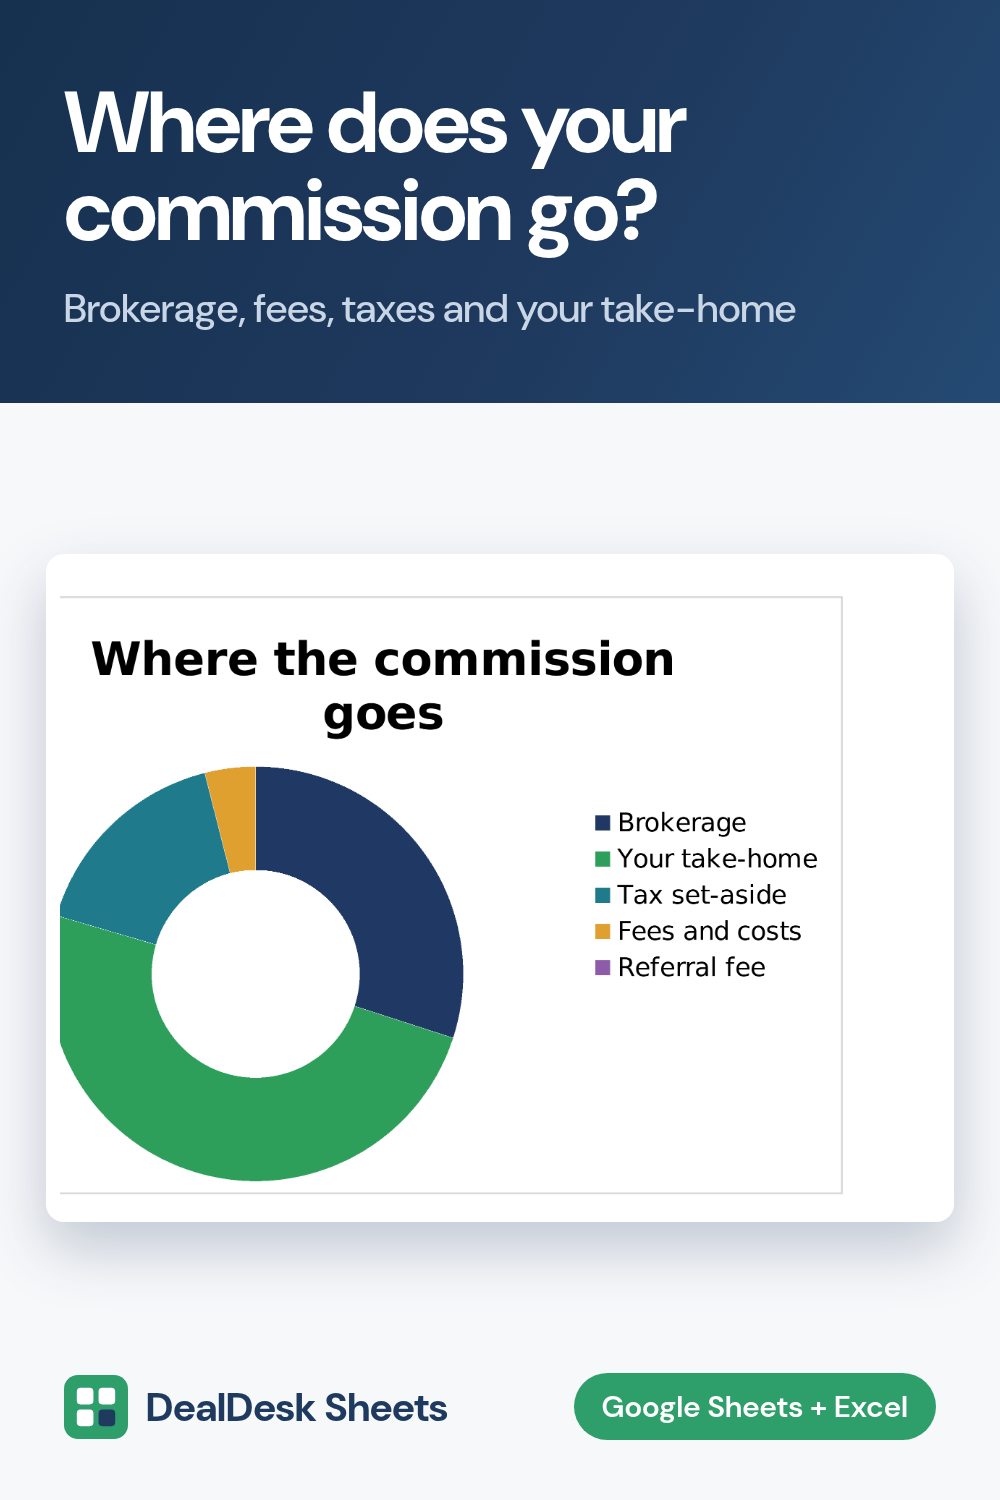 Where does your
commission go?
Brokerage, fees, taxes and your take-home
Where the commission
goes
Brokerage
Your take-home
Tax set-aside
Fees and costs
Referral fee
DealDesk Sheets
Google Sheets + Excel